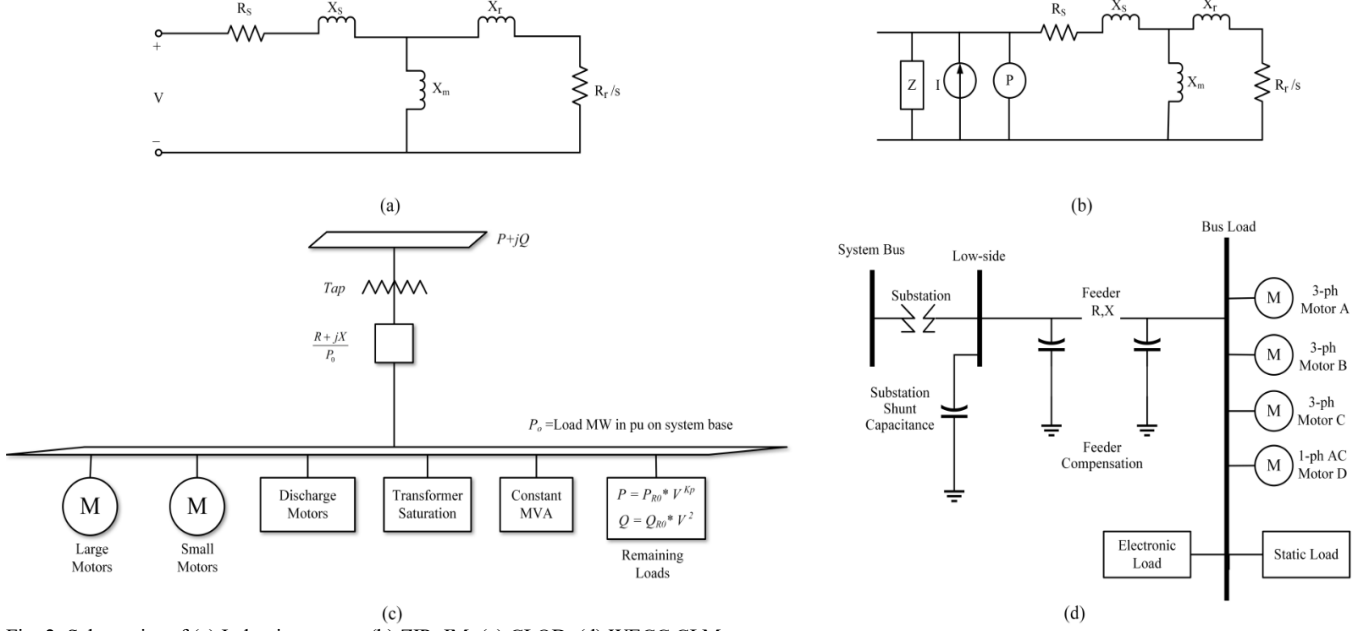 R_S
X_S
X_r
+
V
X_m
R_r /s
−
(a)
Z
I
P
R_S
X_s
X_r
X_m
R_r /s
(b)
P+jQ
Tap
R + jX
P_0
P_o =Load MW in pu on system base
M
Large
Motors
M
Small
Motors
Discharge
Motors
Transformer
Saturation
Constant
MVA
P = P_R0* V^Kp
Q = Q_R0* V^2
Remaining
Loads
(c)
System Bus
Substation
Low-side
Substation
Shunt
Capacitance
Feeder
R,X
Feeder
Compensation
Bus Load
M
3-ph
Motor A
M
3-ph
Motor B
M
3-ph
Motor C
M
1-ph AC
Motor D
Electronic
Load
Static Load
(d)
Fig. 2. Schematics of (a) Induction (b) ZIP+IM (c) CLOD (d) WECC CLM